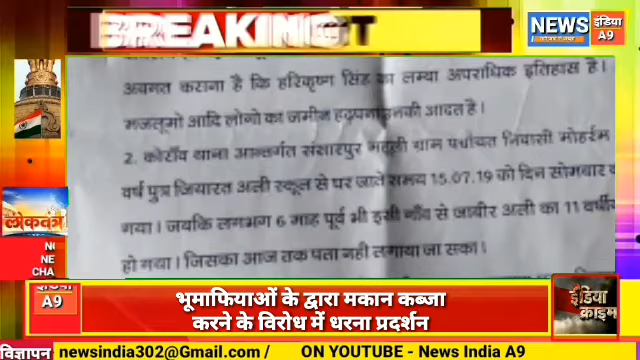 BREAKING
NEWS
इंडिया
A9
अवगत कराना है कि हरिकृष्ण सिंह का लम्बा अपराधिक इतिहास है।
मजलूमो आदि लोगो का जमीन हड़पना इनकी आदत है।
2. कोराँव थाना अन्तर्गत संसारपुर ग्राम पंचायत निवासी मोहर्रम
वर्ष पुत्र जियारत अली स्कूल से घर जाते समय 15.07.19 को दिन सोमवार
गया। जबकि लगभग 6 माह पूर्व भी इसी गाँव से जाबीर अली का 11 वर्षीय
हो गया। जिसका आज तक पता नही लगाया जा सका।
लोकतंत्र
NE
CHA
इंडिया
A9
भूमाफियाओं के द्वारा मकान कब्जा
करने के विरोध में धरना प्रदर्शन
इंडिया
क्राइम
विज्ञापन newsindia302@Gmail.com / ON YOUTUBE - News India A9